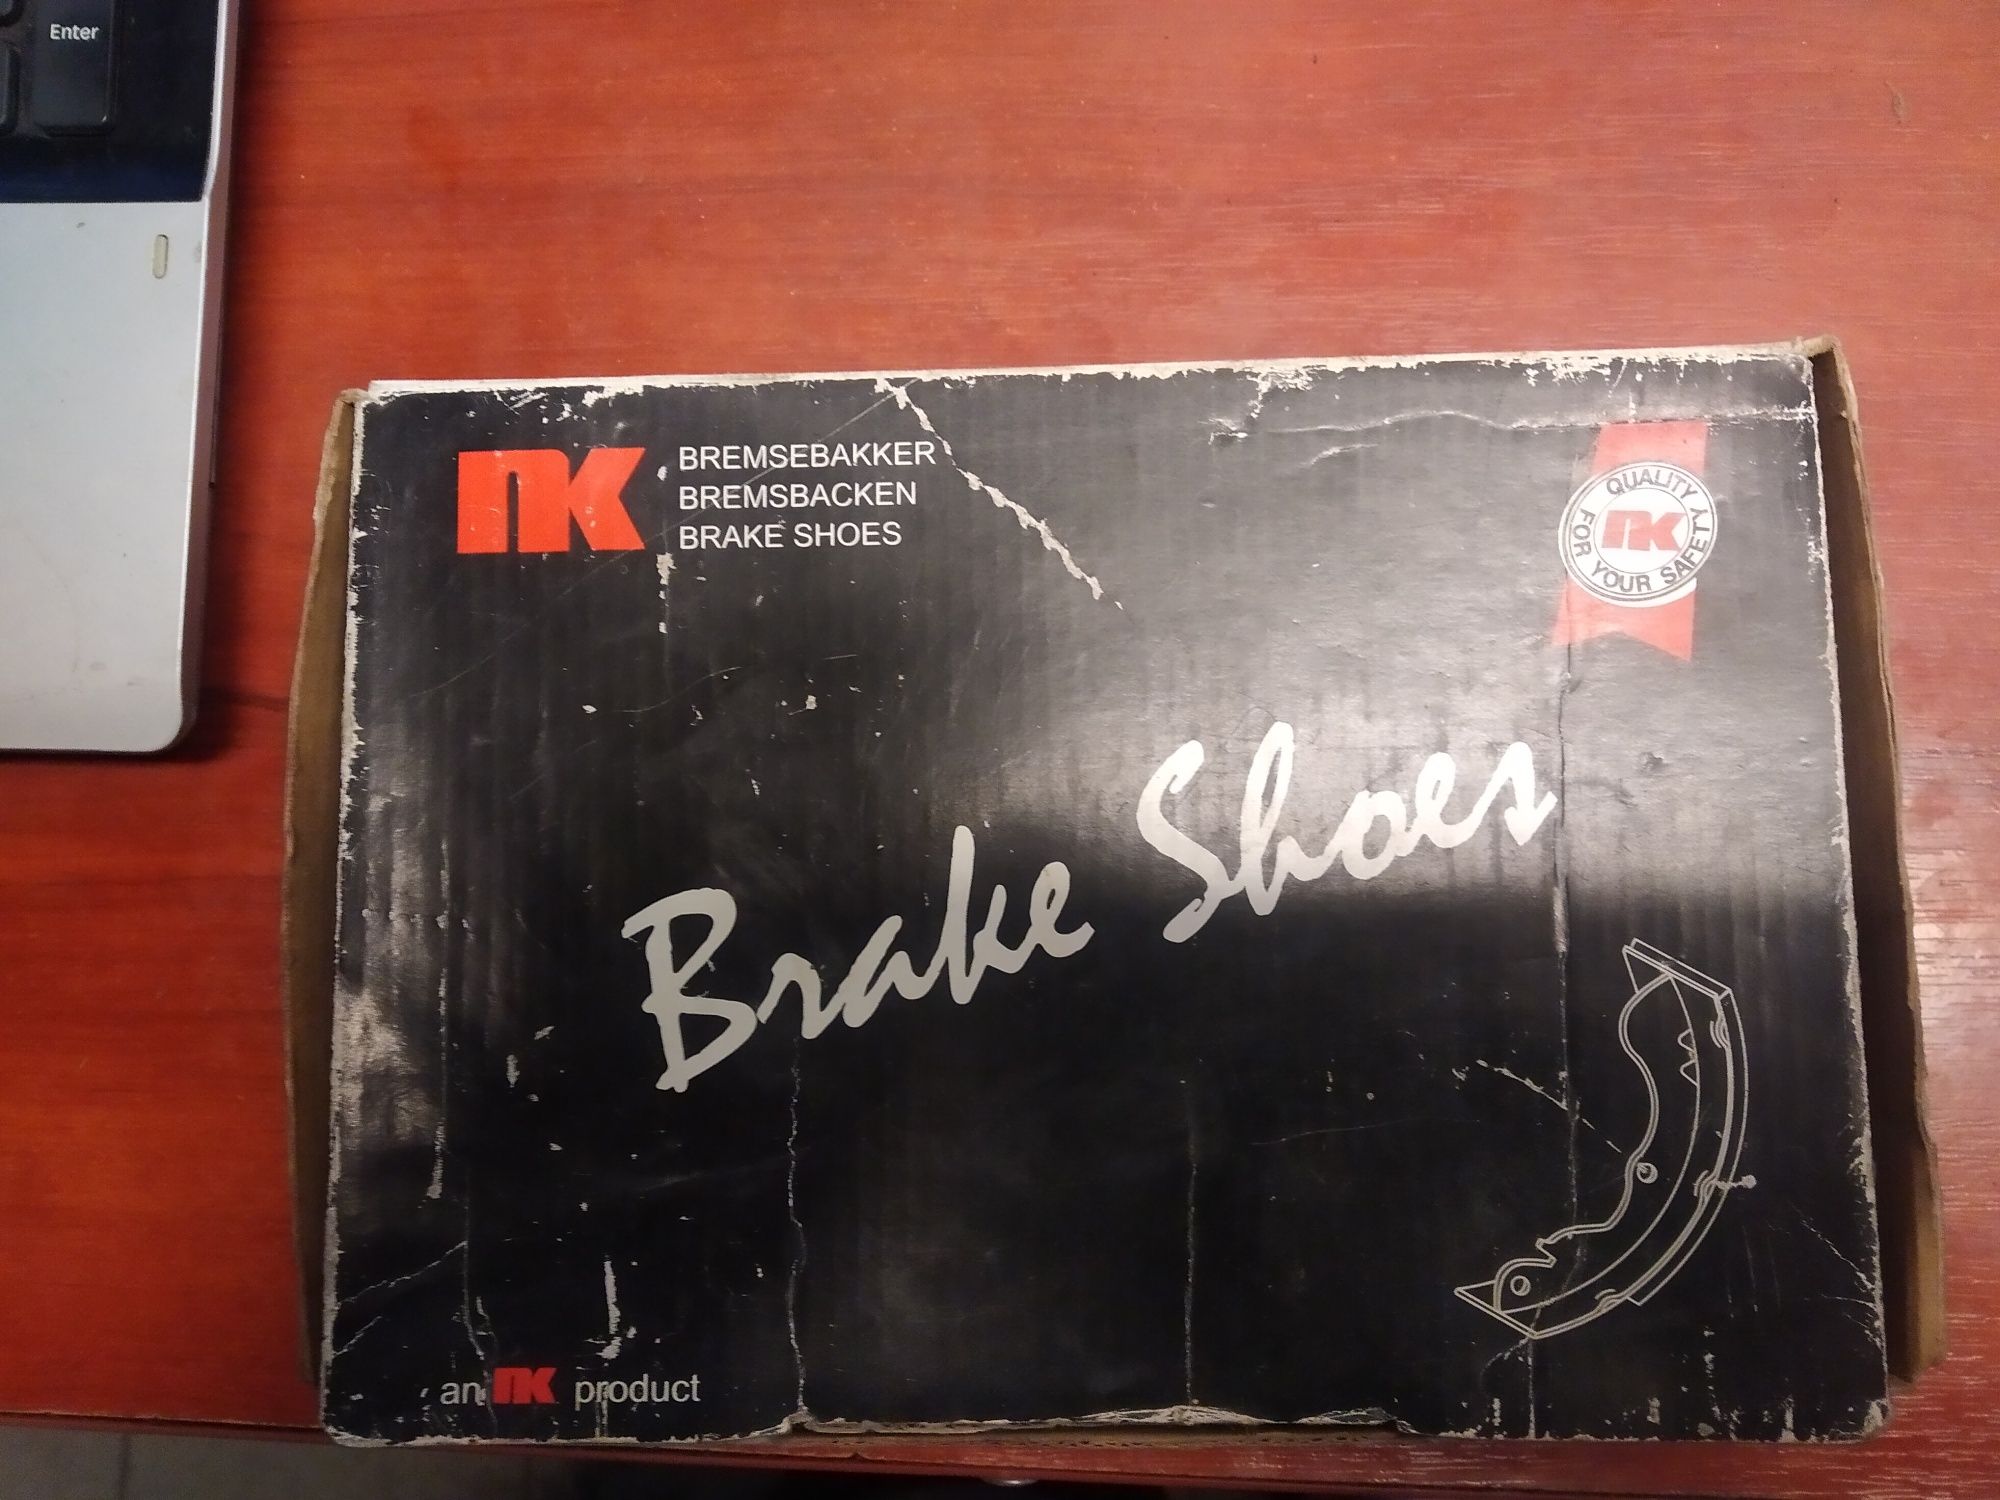 Enter
NK
BREMSEBAKKER
BREMSBACKEN
BRAKE SHOES
QUALITY
NK
FOR YOUR SAFETY
Brake Shoes
an NK product